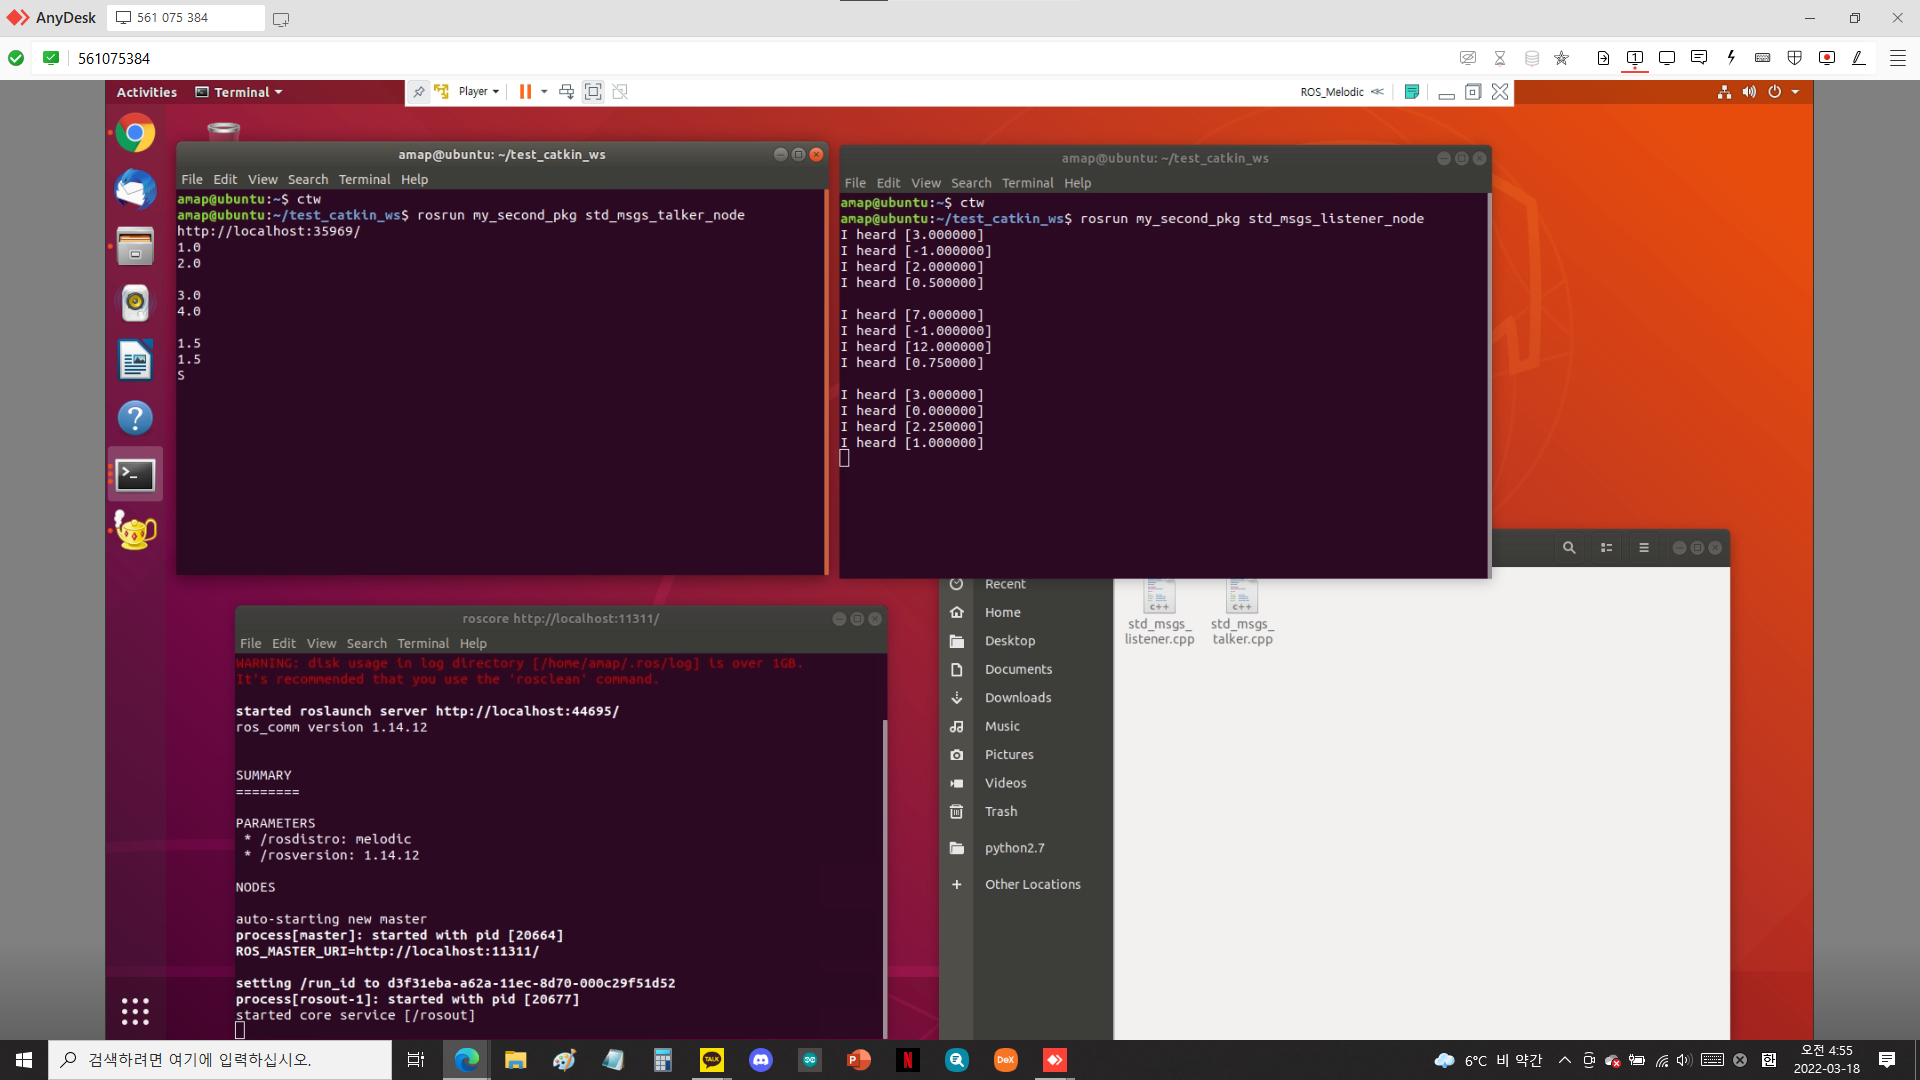 AnyDesk
561 075 384
561075384
Activities
Terminal
Player
ROS_Melodic
amap@ubuntu: ~/test_catkin_ws
File Edit View Search Terminal Help
amap@ubuntu:~$ ctw
amap@ubuntu:~/test_catkin_ws$ rosrun my_second_pkg std_msgs_talker_node
http://localhost:35969/
1.0
2.0
3.0
4.0
1.5
1.5
S
amap@ubuntu: ~/test_catkin_ws
File Edit View Search Terminal Help
amap@ubuntu:~$ ctw
amap@ubuntu:~/test_catkin_ws$ rosrun my_second_pkg std_msgs_listener_node
I heard [3.000000]
I heard [-1.000000]
I heard [2.000000]
I heard [0.500000]
I heard [7.000000]
I heard [-1.000000]
I heard [12.000000]
I heard [0.750000]
I heard [3.000000]
I heard [0.000000]
I heard [2.250000]
I heard [1.000000]
roscore http://localhost:11311/
File Edit View Search Terminal Help
WARNING: disk usage in log directory [/home/amap/.ros/log] is over 1GB.
It's recommended that you use the 'rosclean' command.
started roslaunch server http://localhost:44695/
ros_comm version 1.14.12
SUMMARY
========
PARAMETERS
* /rosdistro: melodic
* /rosversion: 1.14.12
NODES
auto-starting new master
process[master]: started with pid [20664]
ROS_MASTER_URI=http://localhost:11311/
setting /run_id to d3f31eba-a62a-11ec-8d70-000c29f51d52
process[rosout-1]: started with pid [20677]
started core service [/rosout]
Recent
Home
Desktop
Documents
Downloads
Music
Pictures
Videos
Trash
python2.7
Other Locations
C++
std_msgs_
listener.cpp
C++
std_msgs_
talker.cpp
검색하려면 여기에 입력하십시오.
TALK
DeX
6°C 비 약간
한
오전 4:55
2022-03-18